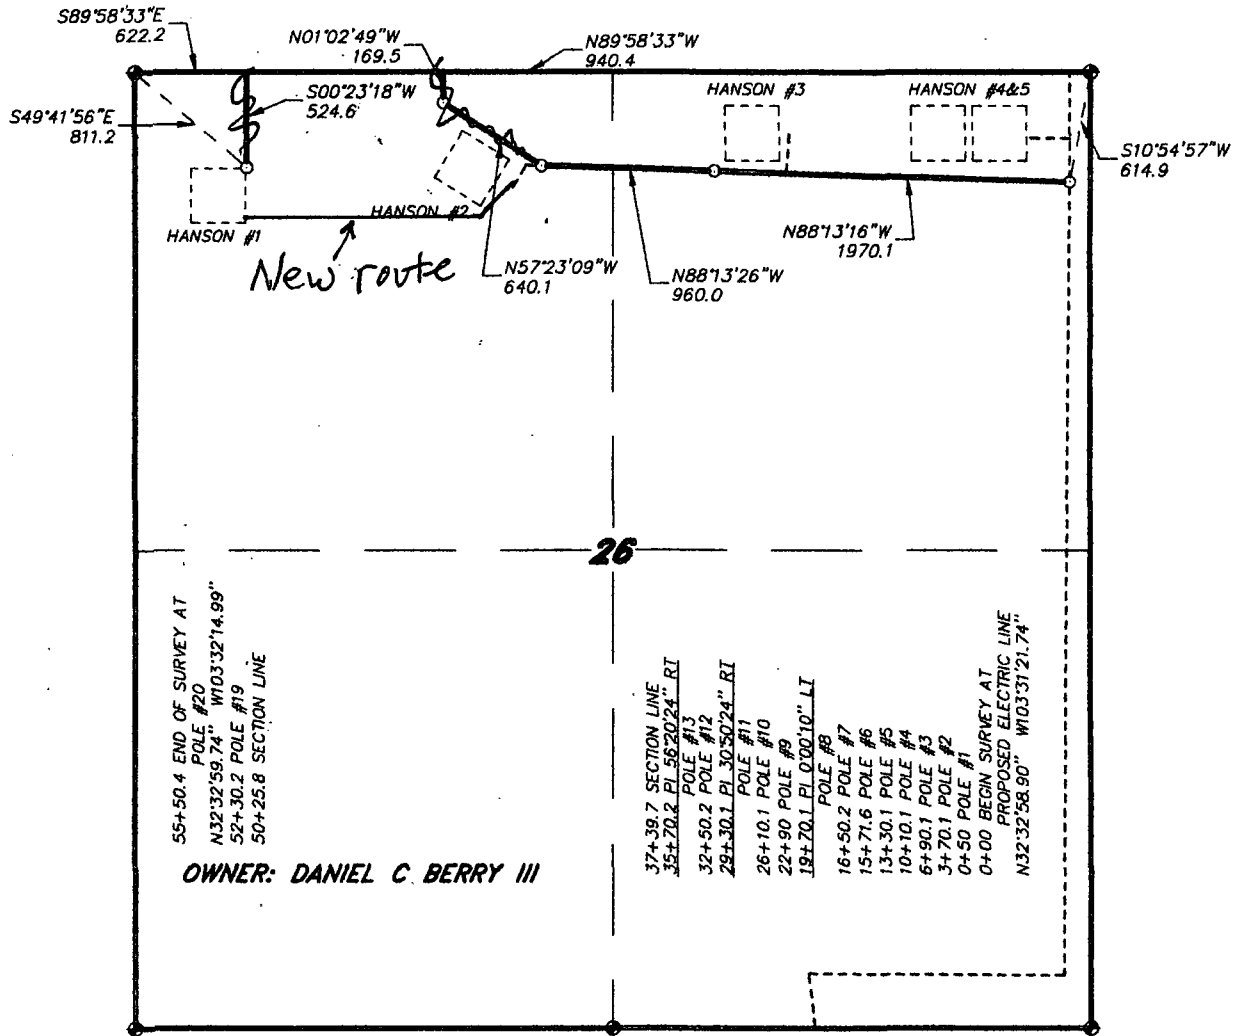 S89°58'33"E
622.2
N01°02'49"W
169.5
N89°58'33"W
940.4
S49°41'56"E
811.2
S00°23'18"W
524.6
HANSON #3
HANSON #4&5
S10°54'57"W
614.9
HANSON #2
HANSON #1
New route
N57°23'09"W
640.1
N88°13'26"W
960.0
N88°13'16"W
1970.1
26
55+50.4 END OF SURVEY AT
POLE #20
N32°32'59.74" W103°32'14.99"
52+30.2 POLE #19
50+25.8 SECTION LINE
OWNER: DANIEL C BERRY III
37+39.7 SECTION LINE
35+70.2 PI 56°20'24" RT
POLE #13
32+50.2 POLE #12
29+30.1 PI 30°50'24" RT
POLE #11
26+10.1 POLE #10
22+90 POLE #9
19+70.1 PI 0°00'10" LT
POLE #8
16+50.2 POLE #7
15+71.6 POLE #6
13+30.1 POLE #5
10+10.1 POLE #4
6+90.1 POLE #3
3+70.1 POLE #2
0+50 POLE #1
0+00 BEGIN SURVEY AT
PROPOSED ELECTRIC LINE
N32°32'58.90" W103°31'21.74"